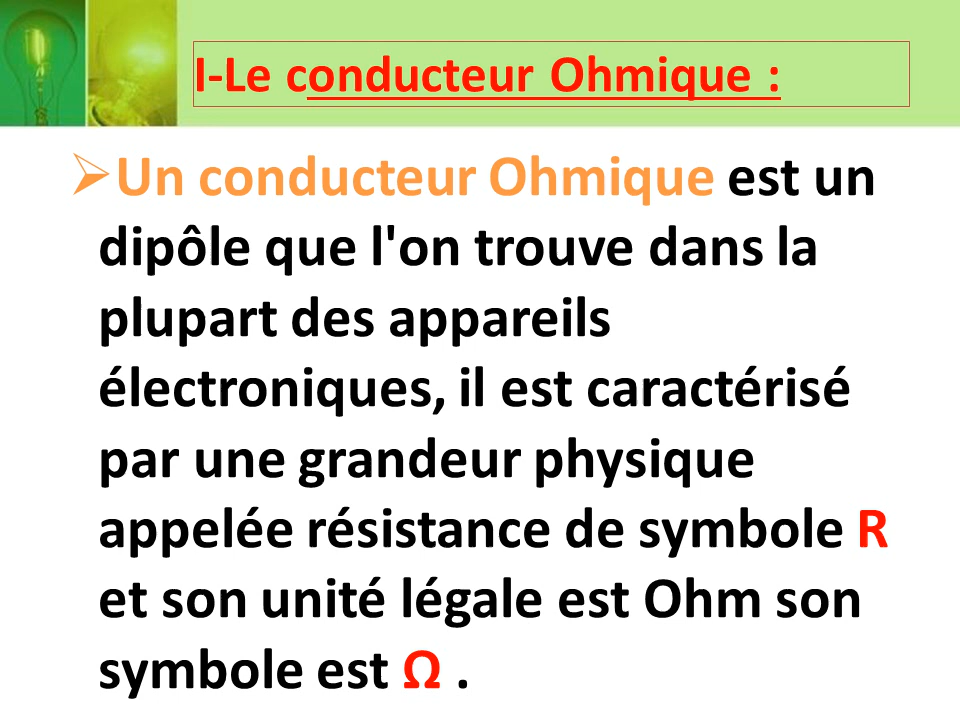 I-Le conducteur Ohmique :
➢Un conducteur Ohmique est un
dipôle que l'on trouve dans la
plupart des appareils
électroniques, il est caractérisé
par une grandeur physique
appelée résistance de symbole R
et son unité légale est Ohm son
symbole est Ω .